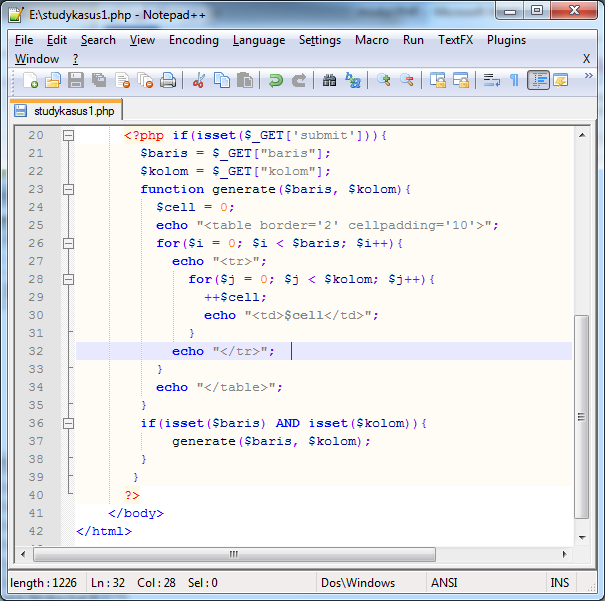 E:\studykasus1.php - Notepad++
File Edit Search View Encoding Language Settings Macro Run TextFX Plugins
Window ? X
studykasus1.php
20 <?php if(isset($_GET['submit'])){
21 $baris = $_GET["baris"];
22 $kolom = $_GET["kolom"];
23 function generate($baris, $kolom){
24 $cell = 0;
25 echo "<table border='2' cellpadding='10'>";
26 for($i = 0; $i < $baris; $i++){
27 echo "<tr>";
28 for($j = 0; $j < $kolom; $j++){
29 ++$cell;
30 echo "<td>$cell</td>";
31 }
32 echo "</tr>";
33 }
34 echo "</table>";
35 }
36 if(isset($baris) AND isset($kolom)){
37 generate($baris, $kolom);
38 }
39 }
40 ?>
41 </body>
42 </html>
length : 1226 Ln : 32 Col : 28 Sel : 0 Dos\Windows ANSI INS